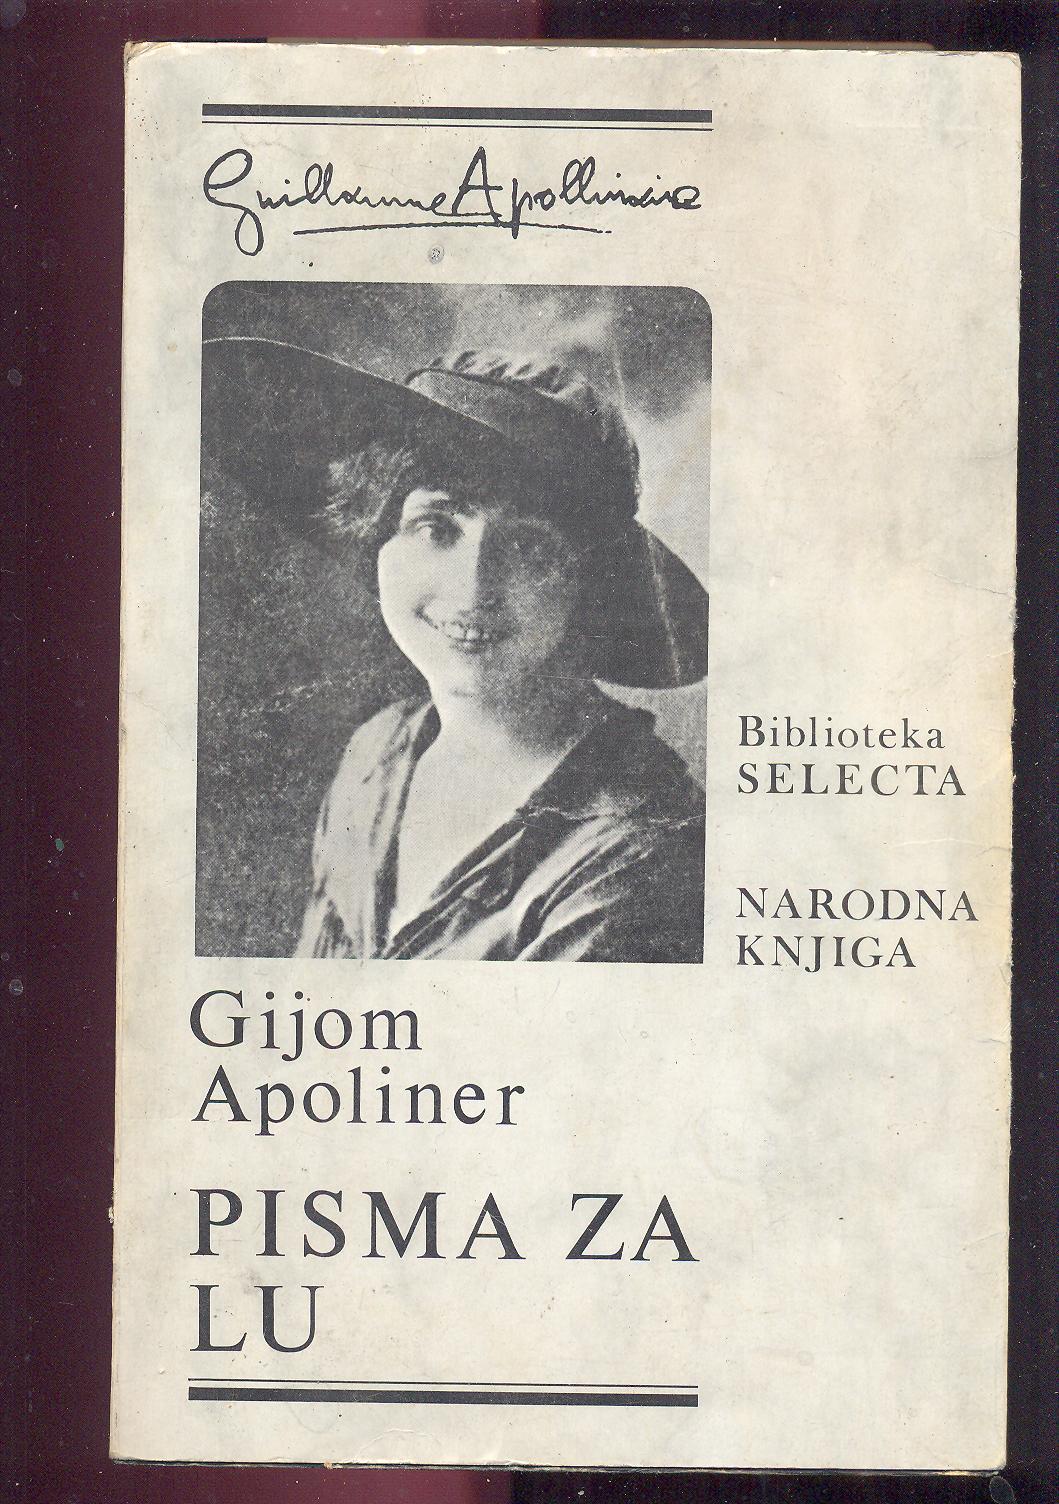 Guillaume Apollinaire
Biblioteka
SELECTA
NARODNA
KNJIGA
Gijom
Apoliner
PISMA ZA
LU